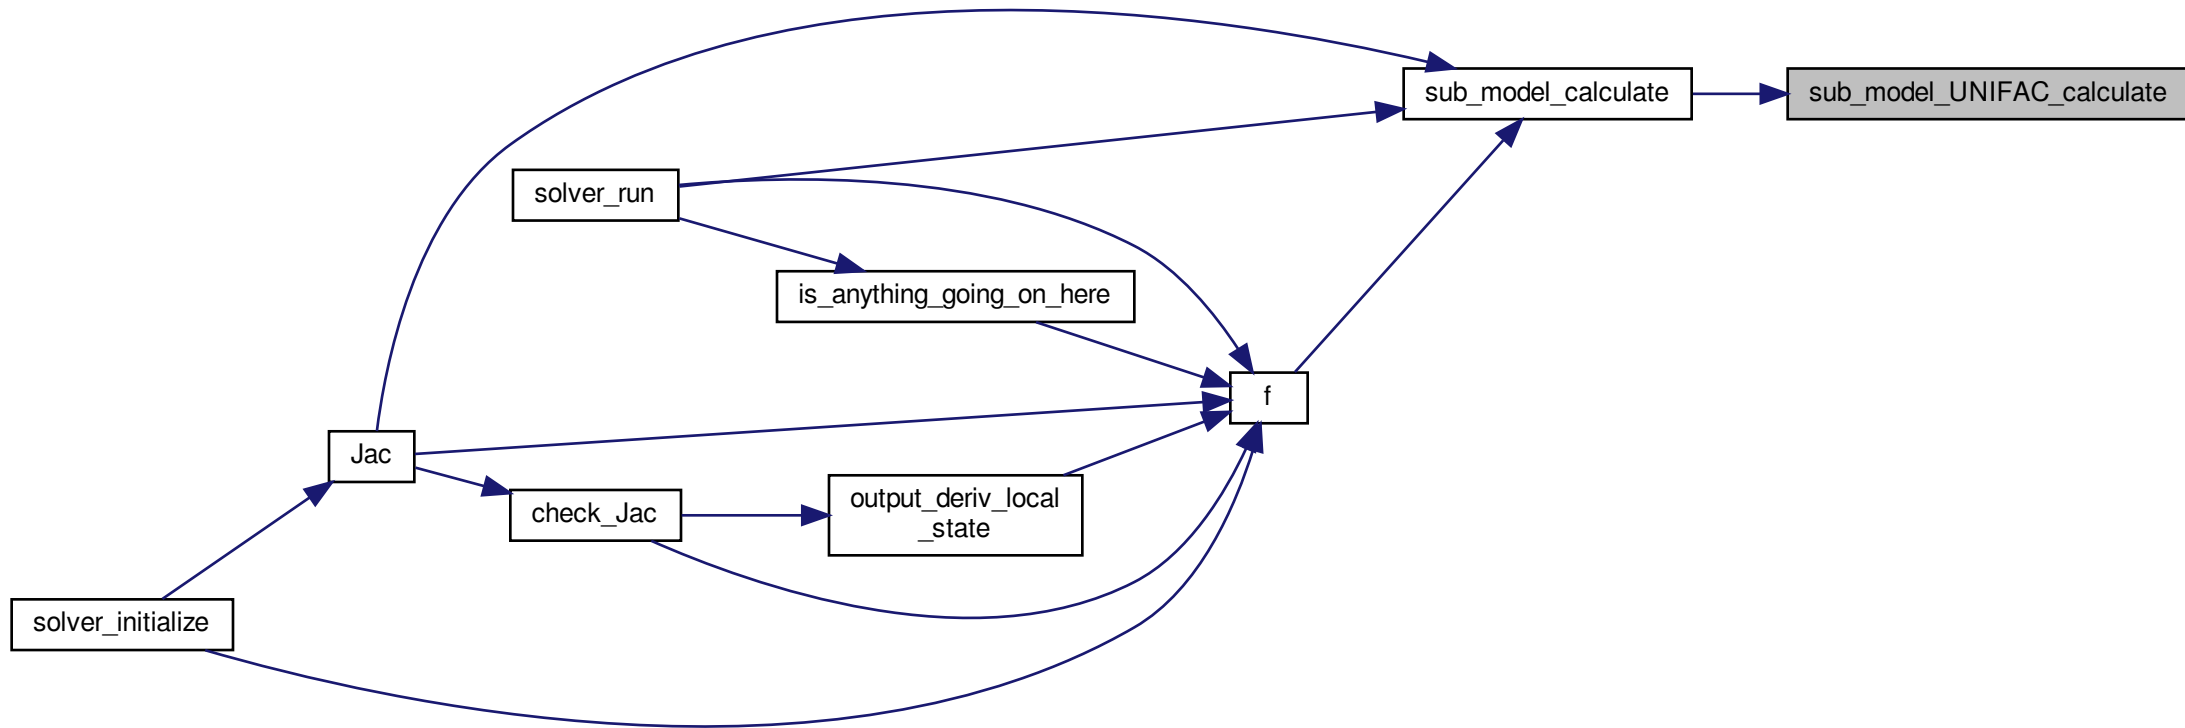 sub_model_calculate
sub_model_UNIFAC_calculate
solver_run
is_anything_going_on_here
f
Jac
output_deriv_local
_state
check_Jac
solver_initialize